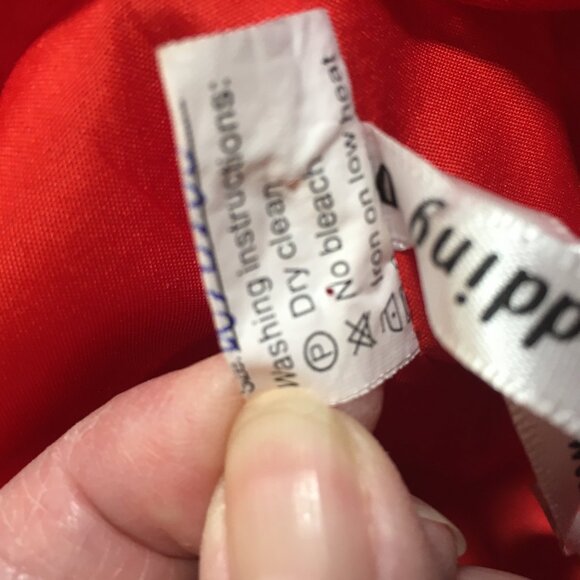 Washing instructions:
P Dry clean
No bleach
Iron on low heat
dding